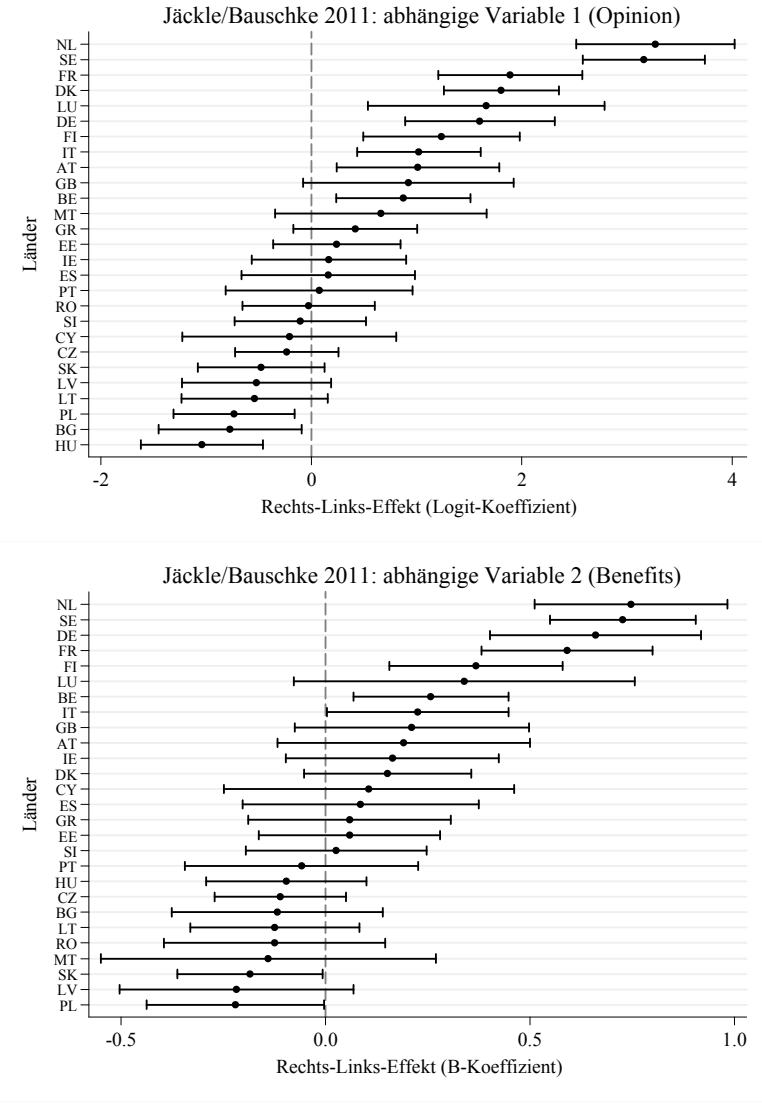 Jäckle/Bauschke 2011: abhängige Variable 1 (Opinion)
Länder
NL
SE
FR
DK
LU
DE
FI
IT
AT
GB
BE
MT
GR
EE
IE
ES
PT
RO
SI
CY
CZ
SK
LV
LT
PL
BG
HU
-2 0 2 4
Rechts-Links-Effekt (Logit-Koeffizient)
Jäckle/Bauschke 2011: abhängige Variable 2 (Benefits)
Länder
NL
SE
DE
FR
FI
LU
BE
IT
GB
AT
IE
DK
CY
ES
GR
EE
SI
PT
HU
CZ
BG
LT
RO
MT
SK
LV
PL
-0.5 0.0 0.5 1.0
Rechts-Links-Effekt (B-Koeffizient)